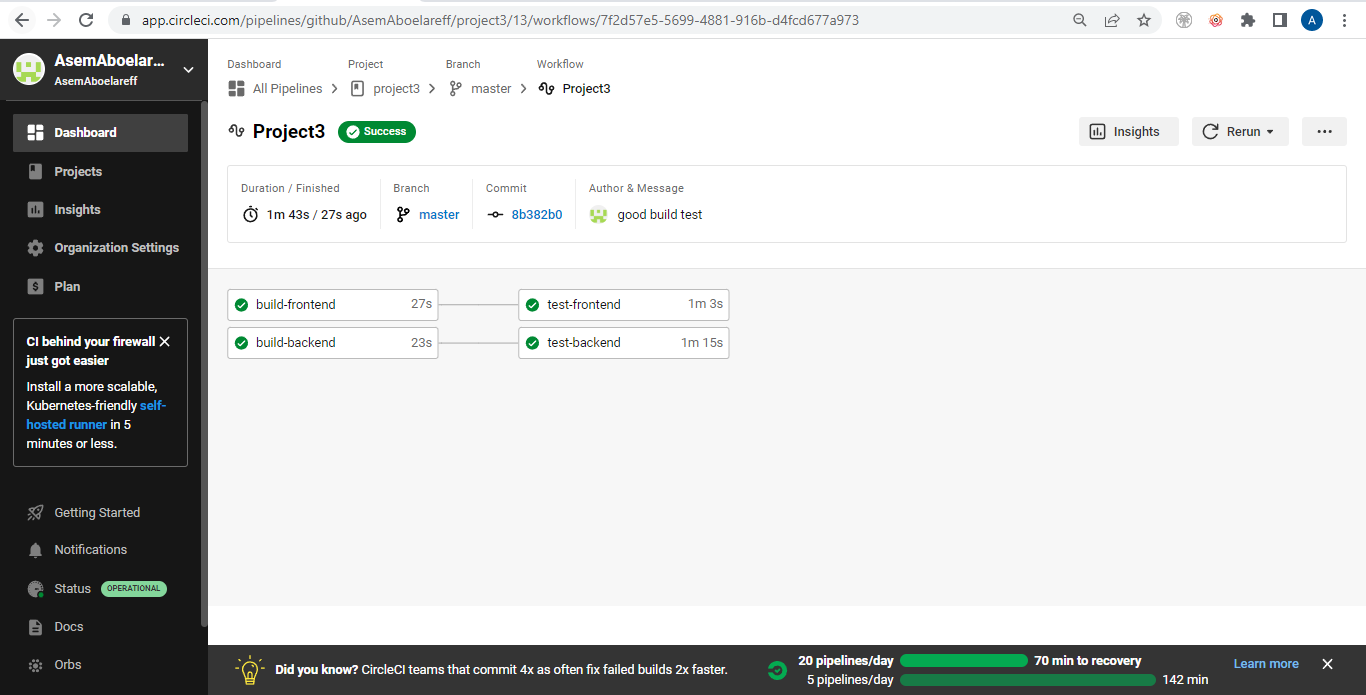 app.circleci.com/pipelines/github/AsemAboelareff/project3/13/workflows/7f2d57e5-5699-4881-916b-d4fcd677a973
A
AsemAboelar...
AsemAboelareff
Dashboard
Projects
Insights
Organization Settings
Plan
CI behind your firewall
just got easier
Install a more scalable,
Kubernetes-friendly self-
hosted runner in 5
minutes or less.
Getting Started
Notifications
Status OPERATIONAL
Docs
Orbs
Dashboard Project Branch Workflow
All Pipelines project3 master Project3
Project3 Success
Insights Rerun
Duration / Finished Branch Commit Author & Message
1m 43s / 27s ago master 8b382b0 good build test
build-frontend 27s test-frontend 1m 3s
build-backend 23s test-backend 1m 15s
Did you know? CircleCI teams that commit 4x as often fix failed builds 2x faster.
20 pipelines/day 70 min to recovery
5 pipelines/day 142 min
Learn more